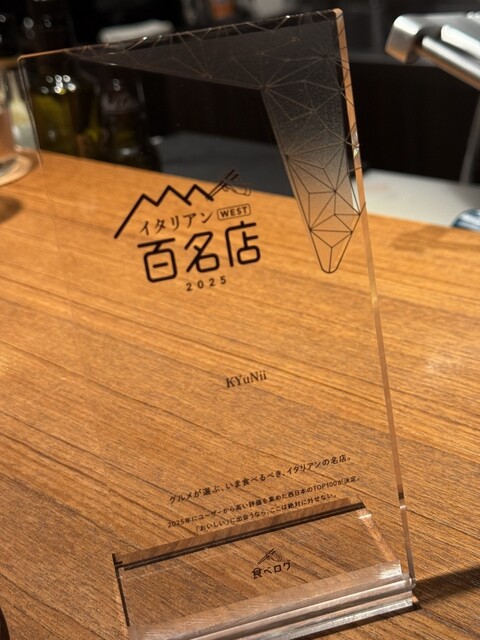 イタリアン WEST
百名店
2025
KYuNii
グルメが選ぶ、いま食べるべき、イタリアンの名店。
2025年にユーザーから高い評価を集めた西日本のTOP100が決定。
「おいしい」に出会うなら、ここは絶対に外せない。
食べログ